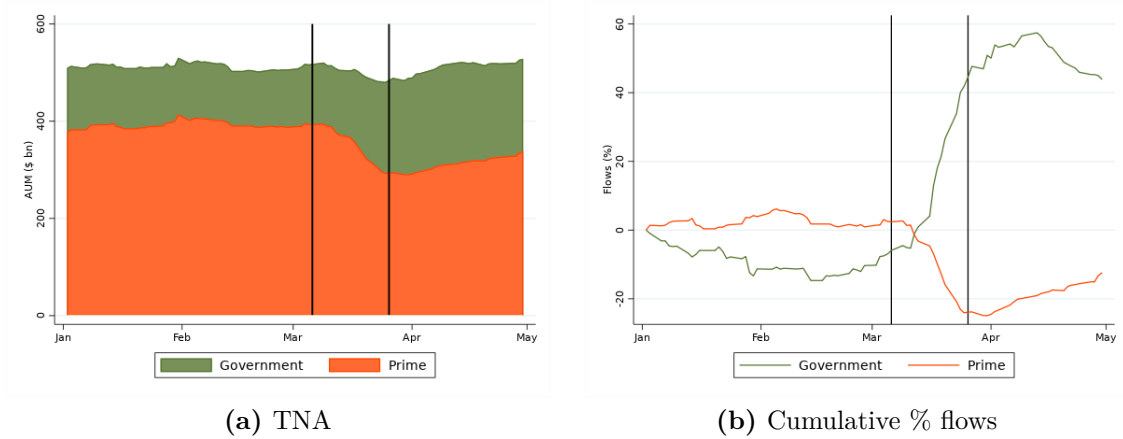 600
400
200
0
AUM ($ bn)
Jan
Feb
Mar
Apr
May
Government
Prime
(a) TNA
60
40
20
0
-20
Flows (%)
Jan
Feb
Mar
Apr
May
Government
Prime
(b) Cumulative % flows